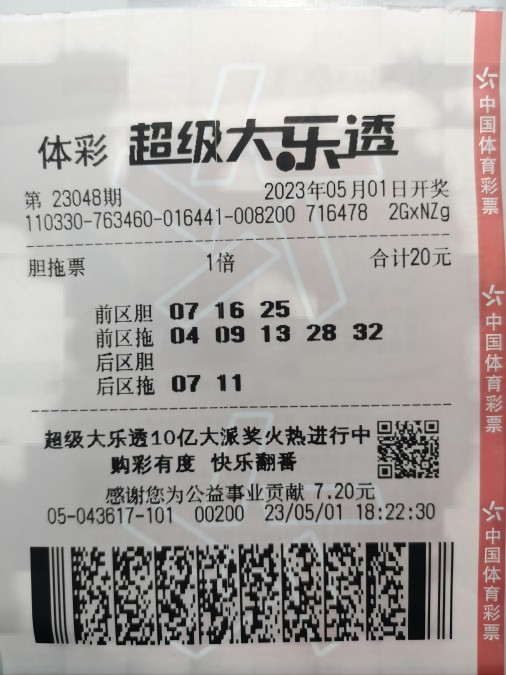 体彩 超级大乐透
第 23048期 2023年05月01日开奖
110330-763460-016441-008200 716478 2GxNZg
胆拖票 1倍 合计20元
前区胆 07 16 25
前区拖 04 09 13 28 32
后区胆
后区拖 07 11
超级大乐透10亿大派奖火热进行中
购彩有度 快乐翻番
感谢您为公益事业贡献 7.20元
05-043617-101 00200 23/05/01 18:22:30
中国体育彩票
中国体育彩票
中国体育彩票